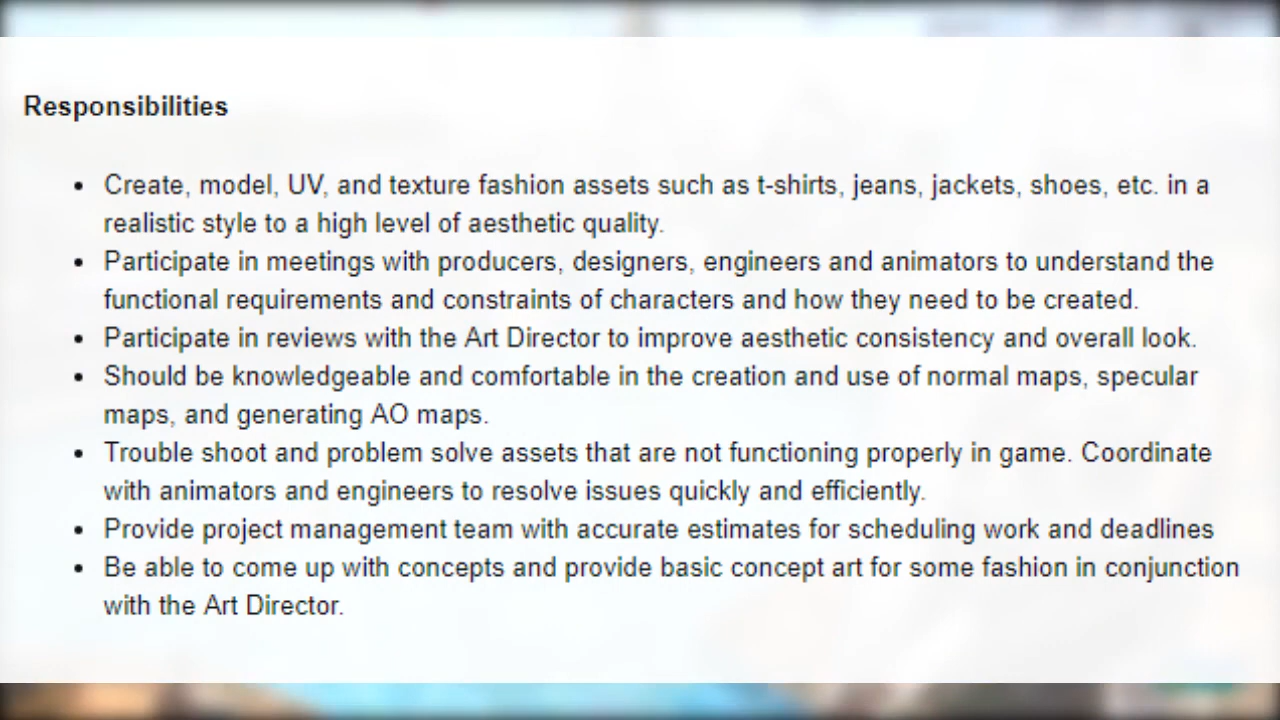 Responsibilities
• Create, model, UV, and texture fashion assets such as t-shirts, jeans, jackets, shoes, etc. in a
realistic style to a high level of aesthetic quality.
• Participate in meetings with producers, designers, engineers and animators to understand the
functional requirements and constraints of characters and how they need to be created.
• Participate in reviews with the Art Director to improve aesthetic consistency and overall look.
• Should be knowledgeable and comfortable in the creation and use of normal maps, specular
maps, and generating AO maps.
• Trouble shoot and problem solve assets that are not functioning properly in game. Coordinate
with animators and engineers to resolve issues quickly and efficiently.
• Provide project management team with accurate estimates for scheduling work and deadlines
• Be able to come up with concepts and provide basic concept art for some fashion in conjunction
with the Art Director.